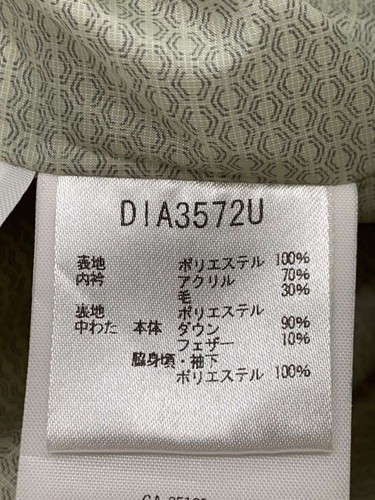 DIA3572U
表地 ポリエステル 100%
内衿 アクリル 70%
毛 30%
裏地 ポリエステル
中わた 本体 ダウン 90%
フェザー 10%
脇身頃・袖下
ポリエステル 100%